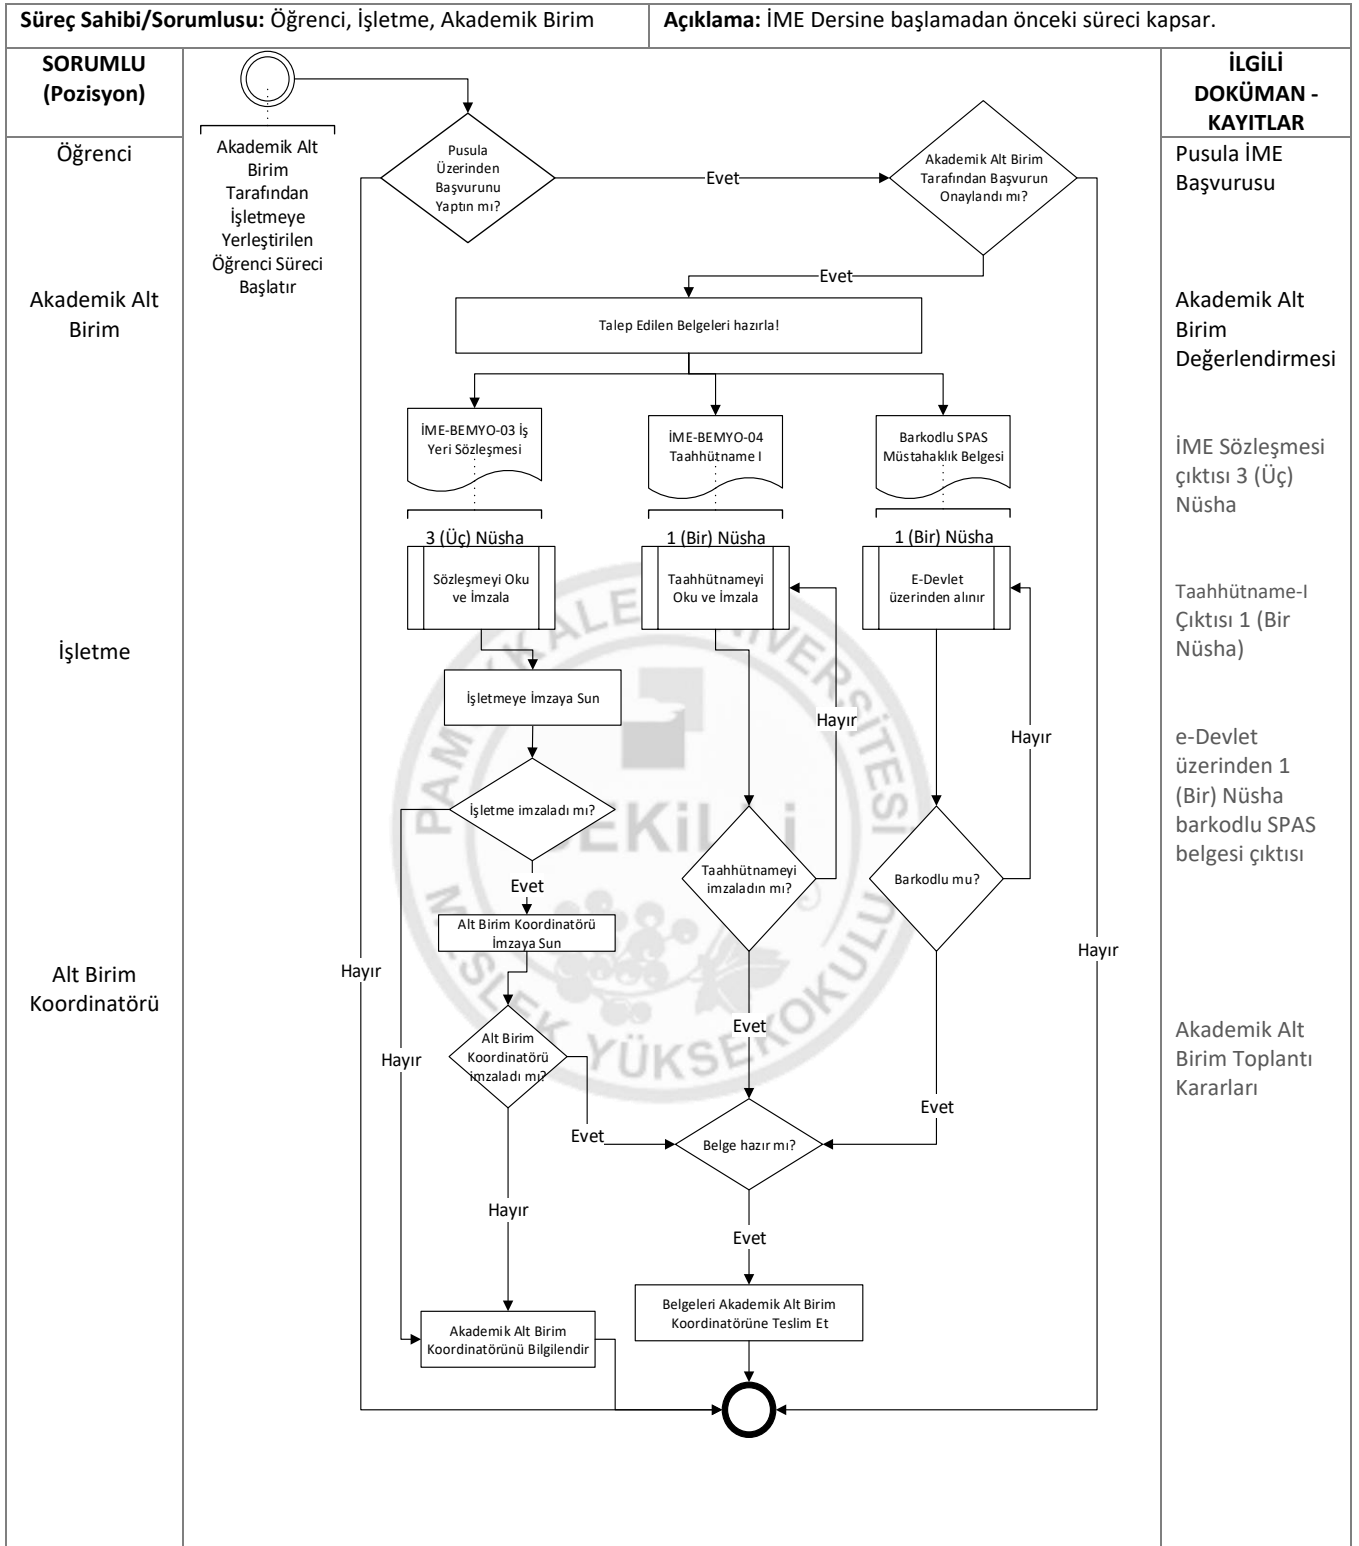 Süreç Sahibi/Sorumlusu: Öğrenci, İşletme, Akademik Birim
Açıklama: İME Dersine başlamadan önceki süreci kapsar.
SORUMLU
(Pozisyon)
İLGİLİ
DOKÜMAN -
KAYITLAR
Öğrenci
Akademik Alt
Birim
İşletme
Alt Birim
Koordinatörü
Akademik Alt
Birim
Tarafından
İşletmeye
Yerleştirilen
Öğrenci Süreci
Başlatır
Pusula
Üzerinden
Başvurunu
Yaptın mı?
Evet
Akademik Alt Birim
Tarafından Başvurun
Onaylandı mı?
Evet
Talep Edilen Belgeleri hazırla!
İME-BEMYO-03 İş
Yeri Sözleşmesi
İME-BEMYO-04
Taahhütname I
Barkodlu SPAS
Müstahaklık Belgesi
3 (Üç) Nüsha
1 (Bir) Nüsha
1 (Bir) Nüsha
Sözleşmeyi Oku
ve İmzala
Taahhütnameyi
Oku ve İmzala
E-Devlet
üzerinden alınır
İşletmeye İmzaya Sun
Hayır
Hayır
İşletme imzaladı mı?
Taahhütnameyi
imzaladın mı?
Barkodlu mu?
Evet
Alt Birim Koordinatörü
İmzaya Sun
Hayır
Hayır
Alt Birim
Koordinatörü
imzaladı mı?
Hayır
Evet
Evet
Evet
Belge hazır mı?
Hayır
Evet
Belgeleri Akademik Alt Birim
Koordinatörüne Teslim Et
Akademik Alt Birim
Koordinatörünü Bilgilendir
Pusula İME
Başvurusu
Akademik Alt
Birim
Değerlendirmesi
İME Sözleşmesi
çıktısı 3 (Üç)
Nüsha
Taahhütname-I
Çıktısı 1 (Bir
Nüsha)
e-Devlet
üzerinden 1
(Bir) Nüsha
barkodlu SPAS
belgesi çıktısı
Akademik Alt
Birim Toplantı
Kararları
MESLEK YÜKSEKOKULU